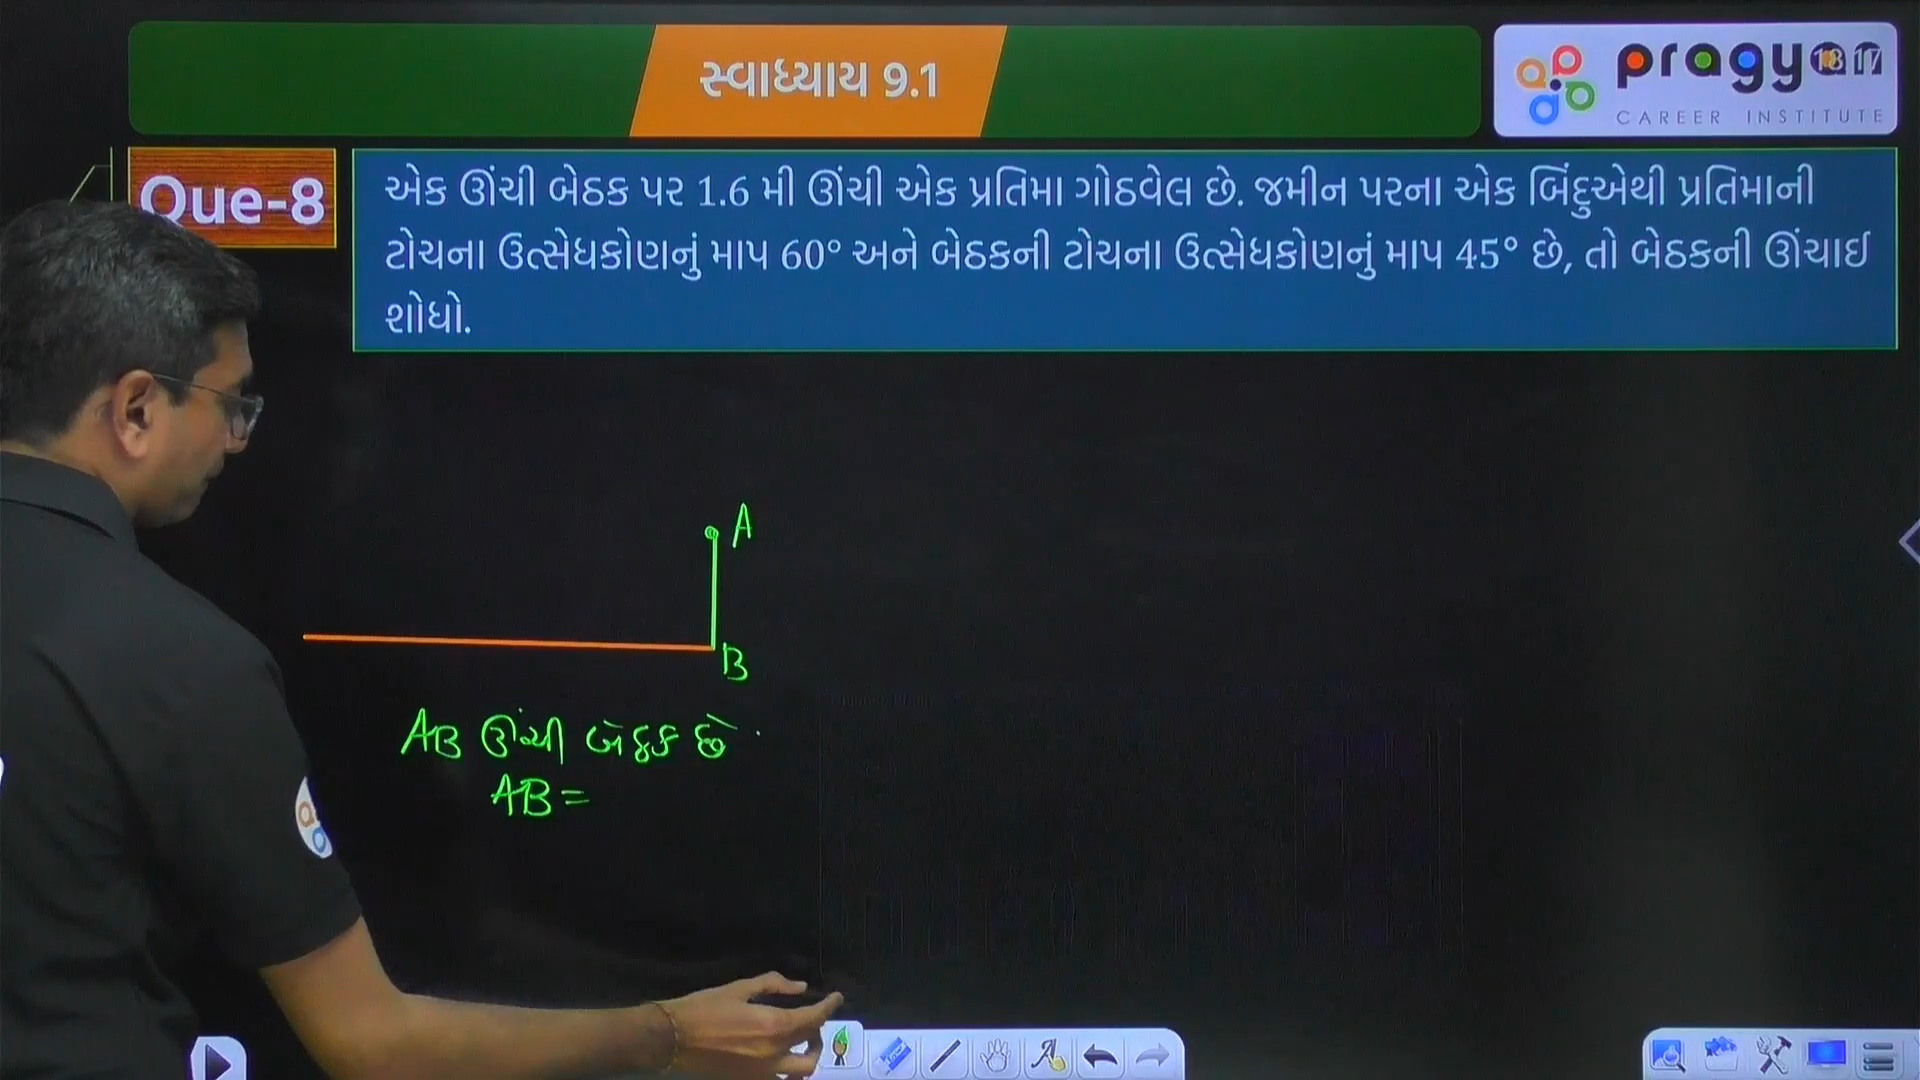 સ્વાધ્યાય 9.1
pragyan
CAREER INSTITUTE
Que-8
એક ઊંચી બેઠક પર 1.6 મી ઊંચી એક પ્રતિમા ગોઠવેલ છે. જમીન પરના એક બિંદુએથી પ્રતિમાની
ટોચના ઉત્સેધકોણનું માપ 60° અને બેઠકની ટોચના ઉત્સેધકોણનું માપ 45° છે, તો બેઠકની ઊંચાઈ
શોધો.
A
B
AB ઊંચી બેઠક છે
AB =